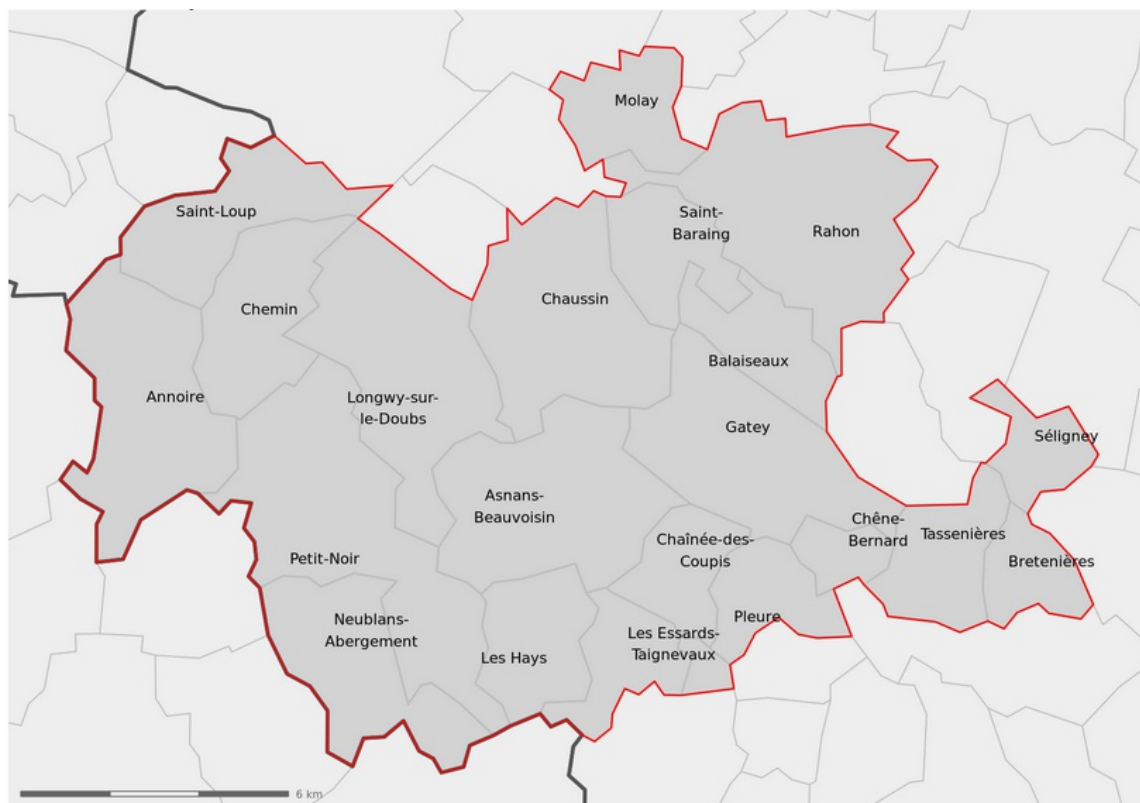 Molay
Saint-Loup
Saint-
Baraing
Rahon
Chemin
Chaussin
Balaiseaux
Annoire
Longwy-sur-
le-Doubs
Gatey
Séligney
Asnans-
Beauvoisin
Chêne-
Bernard
Tassenières
Chaînée-des-
Coupis
Petit-Noir
Bretenières
Neublans-
Abergement
Pleure
Les Hays
Les Essards-
Taignevaux
6 km